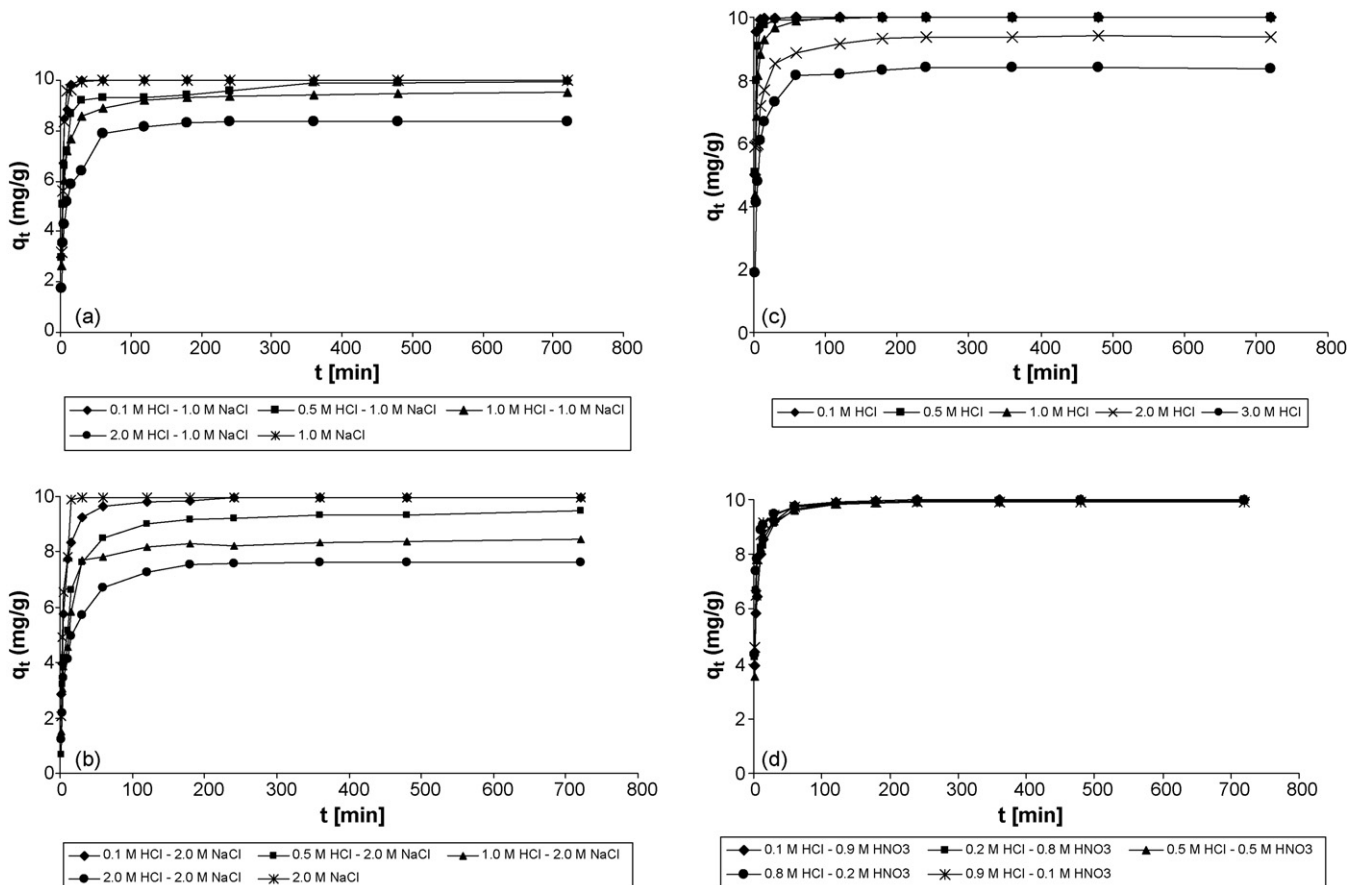 10
8
6
4
2
0
qt (mg/g)
(a)
0 100 200 300 400 500 600 700 800
t [min]
0.1 M HCl - 1.0 M NaCl 0.5 M HCl - 1.0 M NaCl 1.0 M HCl - 1.0 M NaCl
2.0 M HCl - 1.0 M NaCl 1.0 M NaCl
10
8
6
4
2
0
qt (mg/g)
(c)
0 100 200 300 400 500 600 700 800
t [min]
0.1 M HCl 0.5 M HCl 1.0 M HCl 2.0 M HCl 3.0 M HCl
10
8
6
4
2
0
qt (mg/g)
(b)
0 100 200 300 400 500 600 700 800
t [min]
0.1 M HCl - 2.0 M NaCl 0.5 M HCl - 2.0 M NaCl 1.0 M HCl - 2.0 M NaCl
2.0 M HCl - 2.0 M NaCl 2.0 M NaCl
10
8
6
4
2
0
qt (mg/g)
(d)
0 100 200 300 400 500 600 700 800
t [min]
0.1 M HCl - 0.9 M HNO3 0.2 M HCl - 0.8 M HNO3 0.5 M HCl - 0.5 M HNO3
0.8 M HCl - 0.2 M HNO3 0.9 M HCl - 0.1 M HNO3